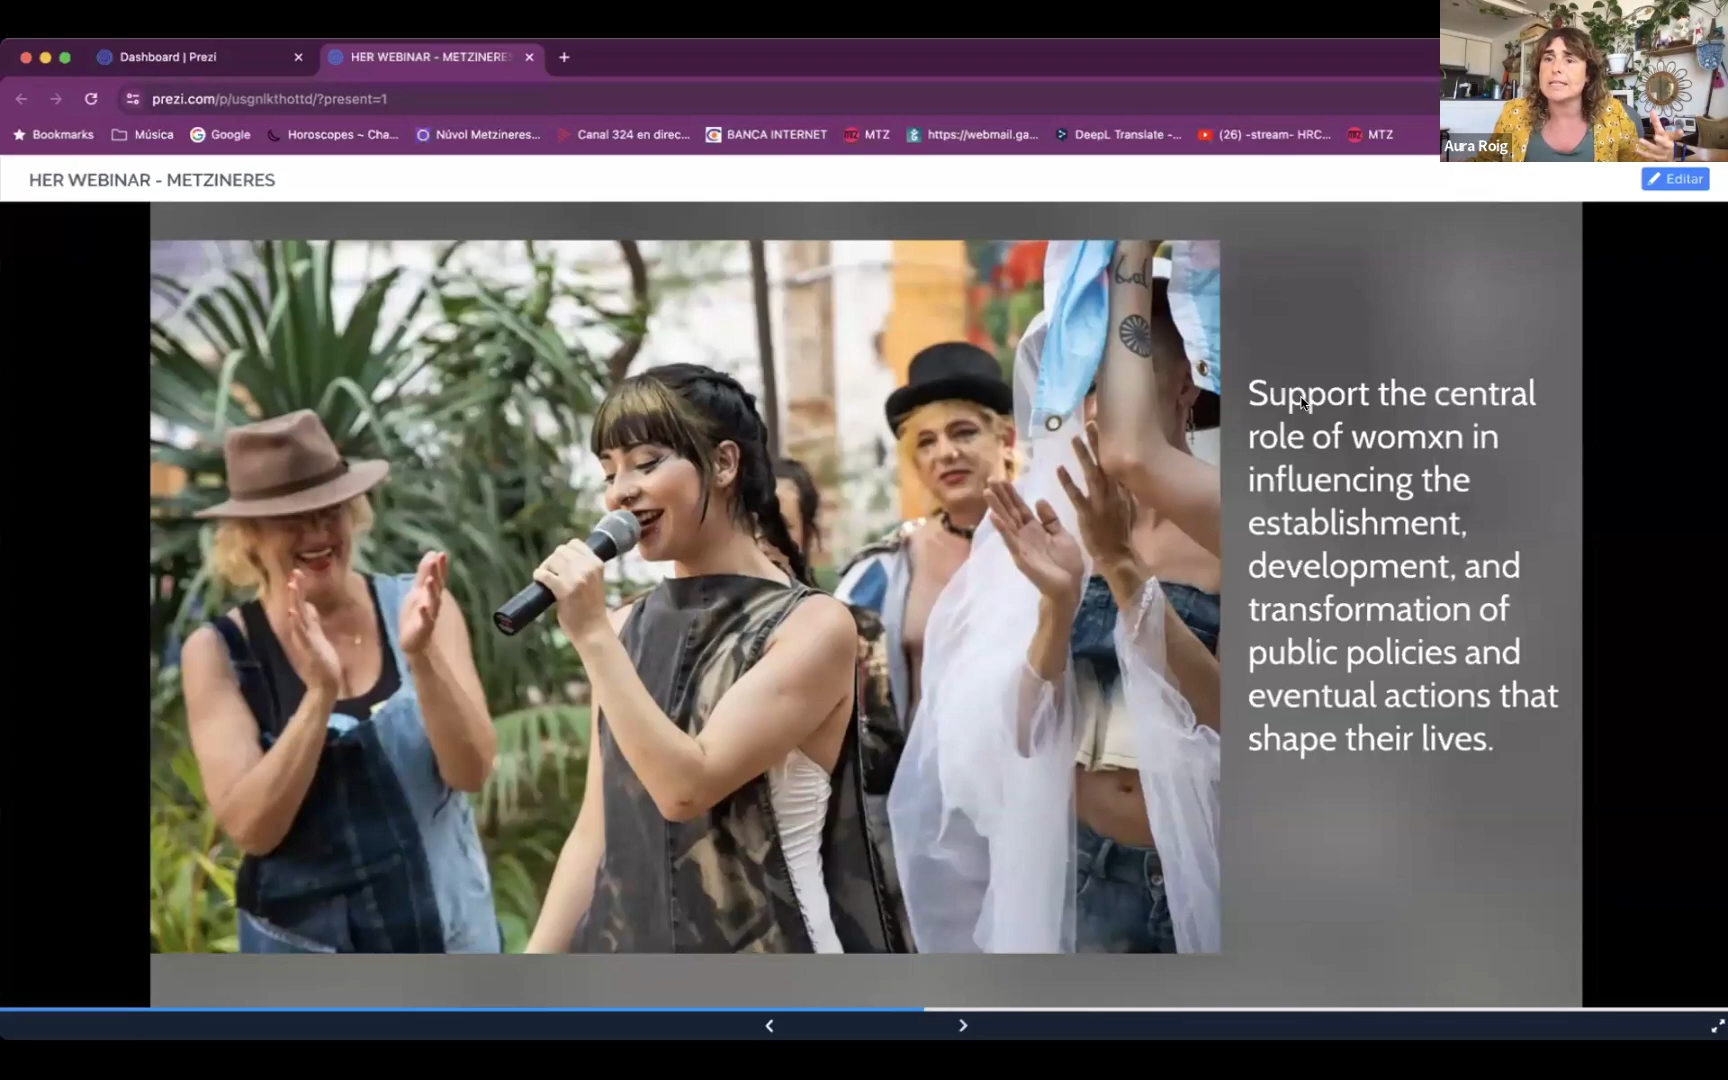 Dashboard | Prezi
HER WEBINAR - METZINERES
prezi.com/p/usgnlkthottd/?present=1
Bookmarks
Música
Google
Horoscopes ~ Cha...
Núvol Metzineres...
Canal 324 en direc...
BANCA INTERNET
MTZ
https://webmail.ga...
DeepL Translate -...
(26) -stream- HRC...
MTZ
Aura Roig
HER WEBINAR - METZINERES
Editar
Support the central
role of womxn in
influencing the
establishment,
development, and
transformation of
public policies and
eventual actions that
shape their lives.